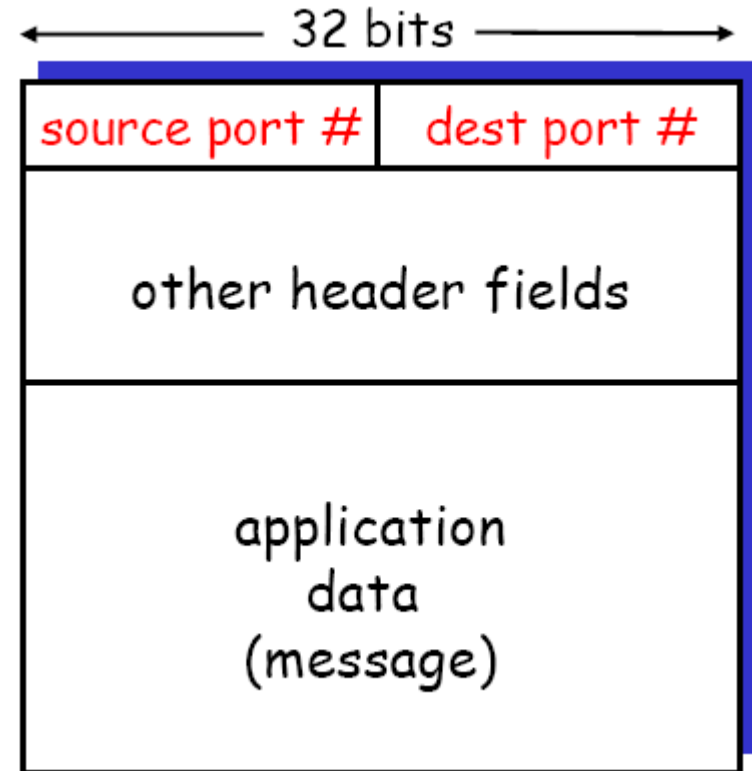 32 bits
source port # dest port #
other header fields
application
data
(message)